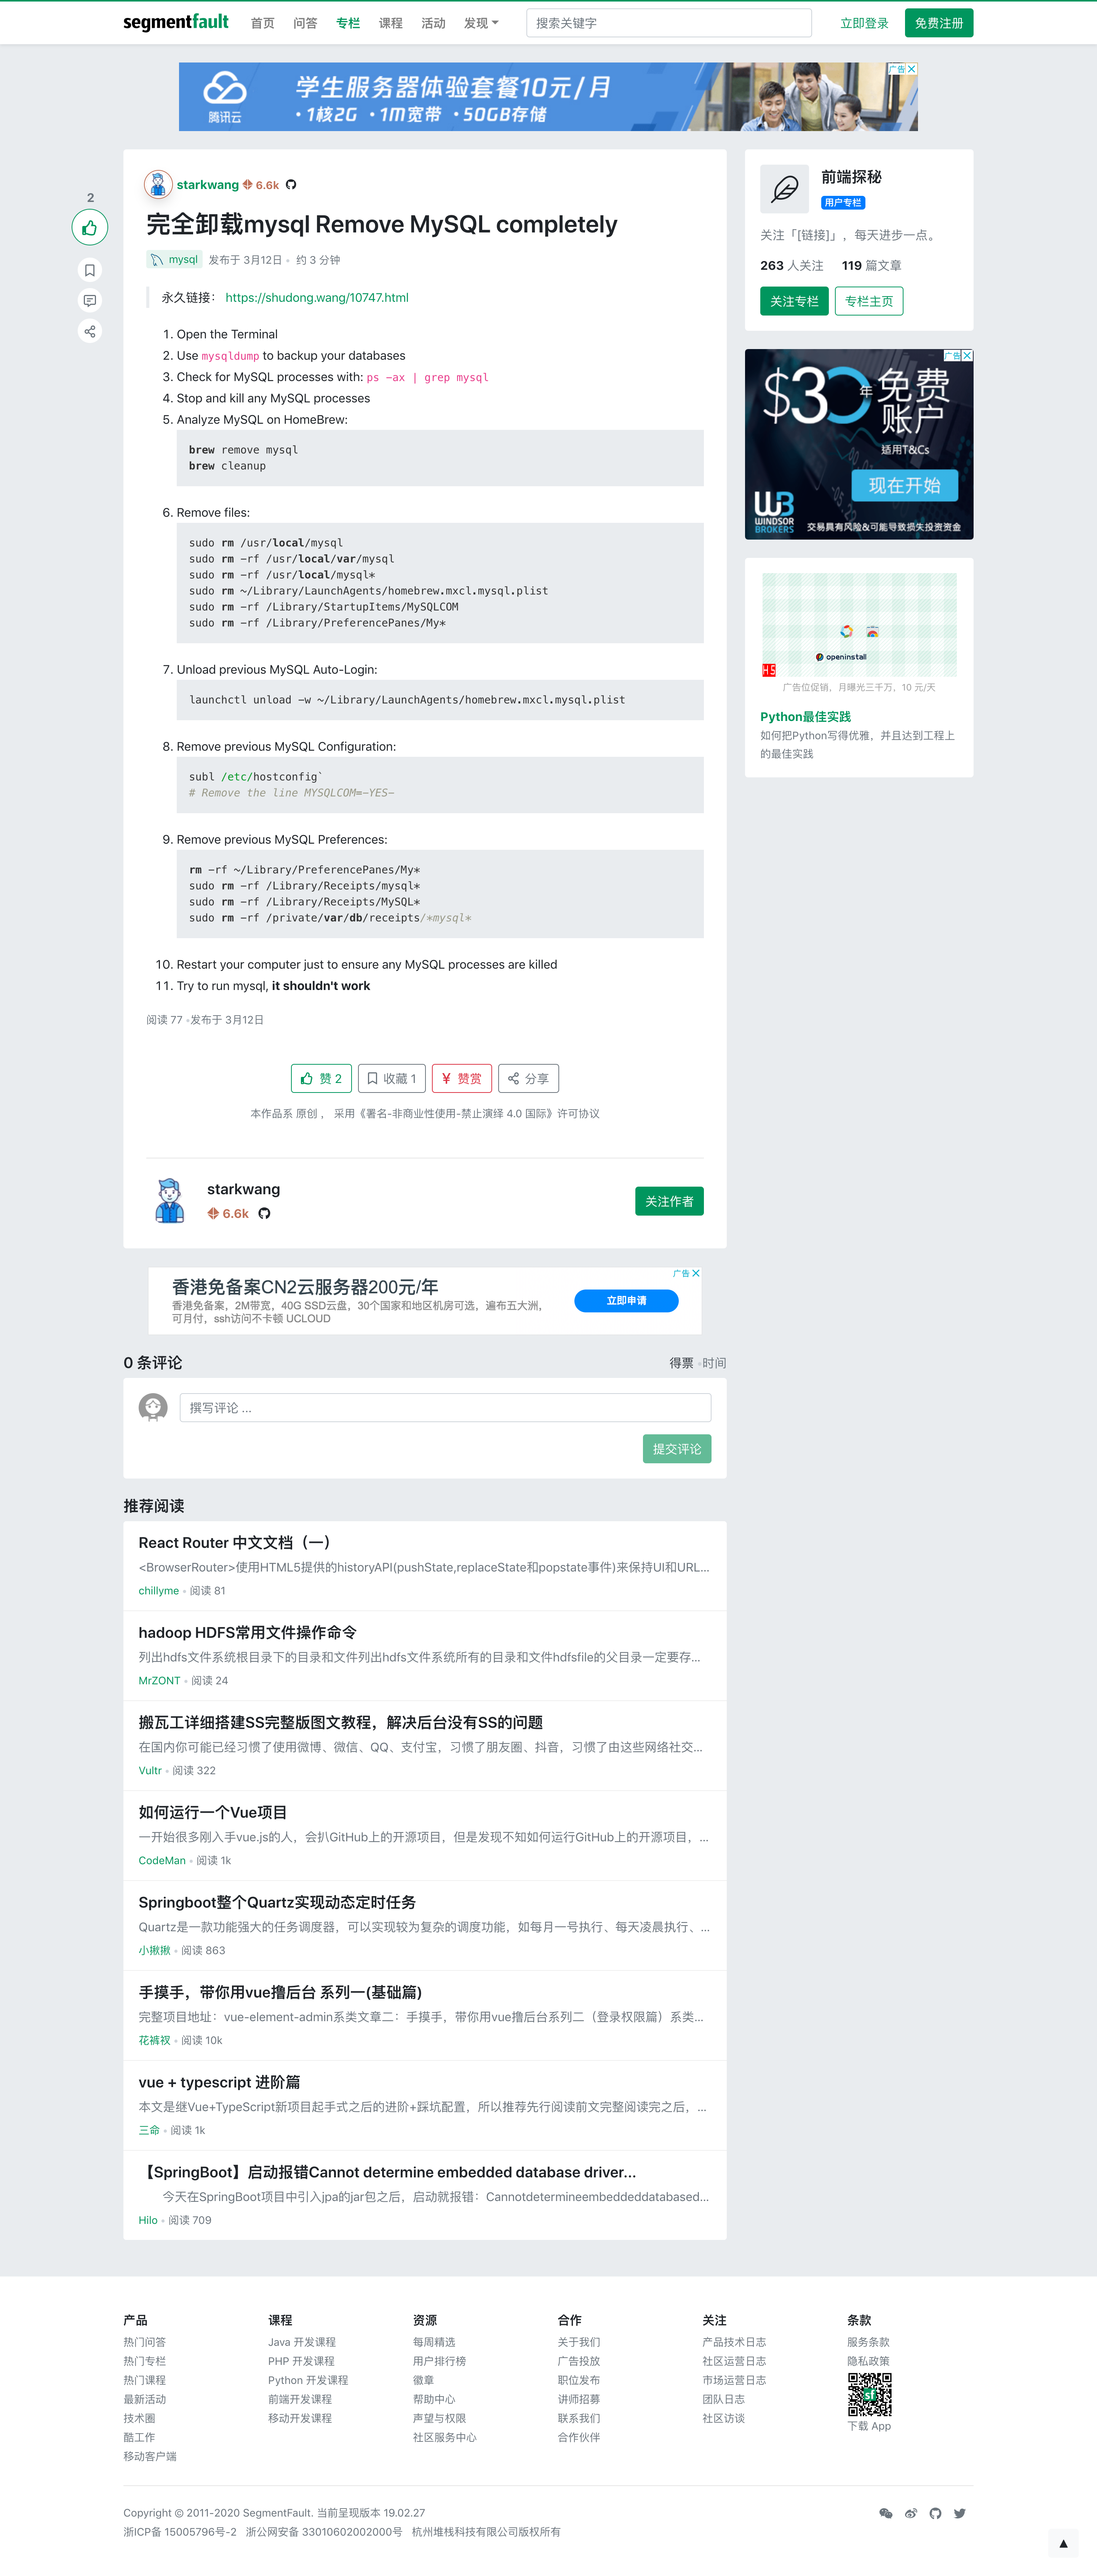 segmentfault 首页 问答 专栏 课程 活动 发现 搜索关键字 立即登录 免费注册
腾讯云
学生服务器体验套餐10元/月
·1核2G ·1M宽带 ·50GB存储
广告
2
starkwang 6.6k
完全卸载mysql Remove MySQL completely
mysql 发布于 3月12日 约 3 分钟
永久链接： https://shudong.wang/10747.html
1. Open the Terminal
2. Use mysqldump to backup your databases
3. Check for MySQL processes with: ps -ax | grep mysql
4. Stop and kill any MySQL processes
5. Analyze MySQL on HomeBrew:
brew remove mysql
brew cleanup
6. Remove files:
sudo rm /usr/local/mysql
sudo rm -rf /usr/local/var/mysql
sudo rm -rf /usr/local/mysql*
sudo rm ~/Library/LaunchAgents/homebrew.mxcl.mysql.plist
sudo rm -rf /Library/StartupItems/MySQLCOM
sudo rm -rf /Library/PreferencePanes/My*
7. Unload previous MySQL Auto-Login:
launchctl unload -w ~/Library/LaunchAgents/homebrew.mxcl.mysql.plist
8. Remove previous MySQL Configuration:
subl /etc/hostconfig`
# Remove the line MYSQLCOM=-YES-
9. Remove previous MySQL Preferences:
rm -rf ~/Library/PreferencePanes/My*
sudo rm -rf /Library/Receipts/mysql*
sudo rm -rf /Library/Receipts/MySQL*
sudo rm -rf /private/var/db/receipts/*mysql*
10. Restart your computer just to ensure any MySQL processes are killed
11. Try to run mysql, it shouldn't work
阅读 77 · 发布于 3月12日
赞 2 收藏 1 ¥ 赞赏 分享
本作品系 原创 ， 采用《署名-非商业性使用-禁止演绎 4.0 国际》许可协议
starkwang
6.6k
关注作者
前端探秘
用户专栏
关注「[链接]」，每天进步一点。
263 人关注 119 篇文章
关注专栏 专栏主页
广告
$30 年 免费
账户
适用T&Cs
现在开始
WB
WINDSOR
BROKERS
交易具有风险&可能导致损失投资资金
openinstall
H5
广告位促销，月曝光三千万，10 元/天
Python最佳实践
如何把Python写得优雅，并且达到工程上
的最佳实践
广告
香港免备案CN2云服务器200元/年
香港免备案，2M带宽，40G SSD云盘，30个国家和地区机房可选，遍布五大洲，
可月付，ssh访问不卡顿 UCLOUD
立即申请
0 条评论 得票 · 时间
撰写评论 ...
提交评论
推荐阅读
React Router 中文文档（一）
<BrowserRouter>使用HTML5提供的historyAPI(pushState,replaceState和popstate事件)来保持UI和URL...
chillyme · 阅读 81
hadoop HDFS常用文件操作命令
列出hdfs文件系统根目录下的目录和文件列出hdfs文件系统所有的目录和文件hdfsfile的父目录一定要存...
MrZONT · 阅读 24
搬瓦工详细搭建SS完整版图文教程，解决后台没有SS的问题
在国内你可能已经习惯了使用微博、微信、QQ、支付宝，习惯了朋友圈、抖音，习惯了由这些网络社交...
Vultr · 阅读 322
如何运行一个Vue项目
一开始很多刚入手vue.js的人，会扒GitHub上的开源项目，但是发现不知如何运行GitHub上的开源项目，...
CodeMan · 阅读 1k
Springboot整个Quartz实现动态定时任务
Quartz是一款功能强大的任务调度器，可以实现较为复杂的调度功能，如每月一号执行、每天凌晨执行、...
小揪揪 · 阅读 863
手摸手，带你用vue撸后台 系列一(基础篇)
完整项目地址：vue-element-admin系类文章二：手摸手，带你用vue撸后台系列二（登录权限篇）系类...
花裤衩 · 阅读 10k
vue + typescript 进阶篇
本文是继Vue+TypeScript新项目起手式之后的进阶+踩坑配置，所以推荐先行阅读前文完整阅读完之后，...
三命 · 阅读 1k
【SpringBoot】启动报错Cannot determine embedded database driver...
今天在SpringBoot项目中引入jpa的jar包之后，启动就报错：Cannotdetermineembeddeddatabased...
Hilo · 阅读 709
产品
热门问答
热门专栏
热门课程
最新活动
技术圈
酷工作
移动客户端
课程
Java 开发课程
PHP 开发课程
Python 开发课程
前端开发课程
移动开发课程
资源
每周精选
用户排行榜
徽章
帮助中心
声望与权限
社区服务中心
合作
关于我们
广告投放
职位发布
讲师招募
联系我们
合作伙伴
关注
产品技术日志
社区运营日志
市场运营日志
团队日志
社区访谈
条款
服务条款
隐私政策
sf
下载 App
Copyright © 2011-2020 SegmentFault. 当前呈现版本 19.02.27
浙ICP备 15005796号-2 浙公网安备 33010602002000号 杭州堆栈科技有限公司版权所有